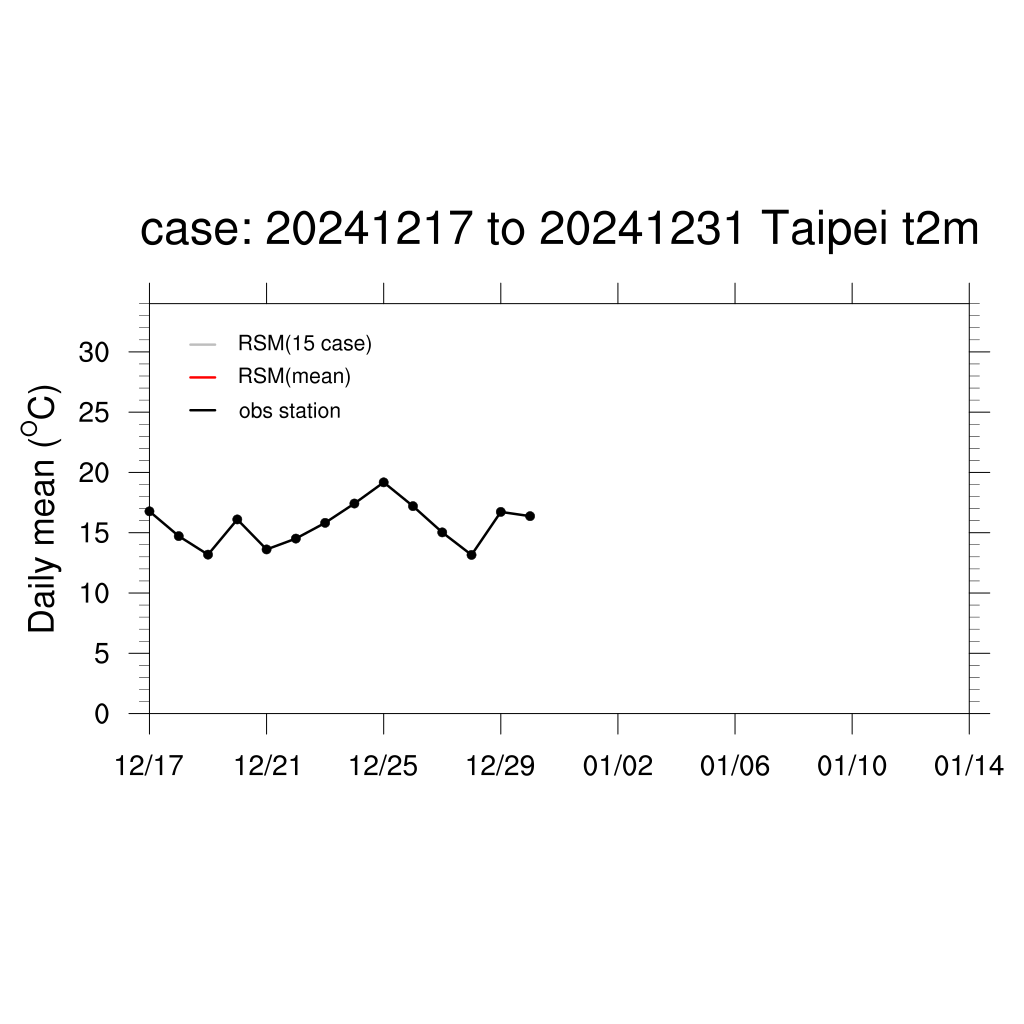 case: 20241217 to 20241231 Taipei t2m
RSM(15 case)
RSM(mean)
obs station
Daily mean (°C)
30
25
20
15
10
5
0
12/17 12/21 12/25 12/29 01/02 01/06 01/10 01/14